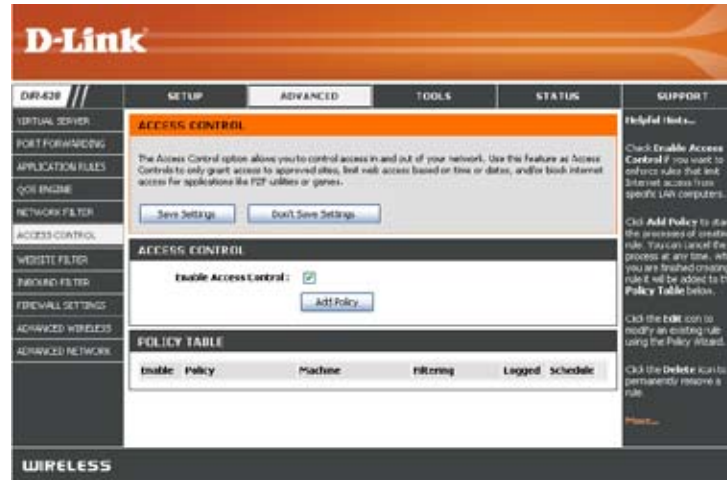 D-Link
DIR-628
SETUP
ADVANCED
TOOLS
STATUS
SUPPORT
VIRTUAL SERVER
PORT FORWARDING
APPLICATION RULES
QOS ENGINE
NETWORK FILTER
ACCESS CONTROL
WEBSITE FILTER
INBOUND FILTER
FIREWALL SETTINGS
ADVANCED WIRELESS
ADVANCED NETWORK
ACCESS CONTROL
The Access Control option allows you to control access in and out of your network. Use this feature as Access
Controls to only grant access to approved sites, limit web access based on time or dates, and/or block internet
access for applications like P2P utilities or games.
Save Settings
Don't Save Settings
ACCESS CONTROL
Enable Access Control :
Add Policy
POLICY TABLE
Enable Policy Machine Filtering Logged Schedule
Helpful Hints...
Check Enable Access
Control if you want to
enforce rules that limit
Internet access from
specific LAN computers.
Click Add Policy to
the processes of
rule. You can cancel the
process at any time.
you are finished creating
rule it will be added to
Policy Table below.
Click the Edit icon to
modify an existing rule
using the Policy Wizard.
Click the Delete icon to
permanently remove a
rule.
More...
WIRELESS